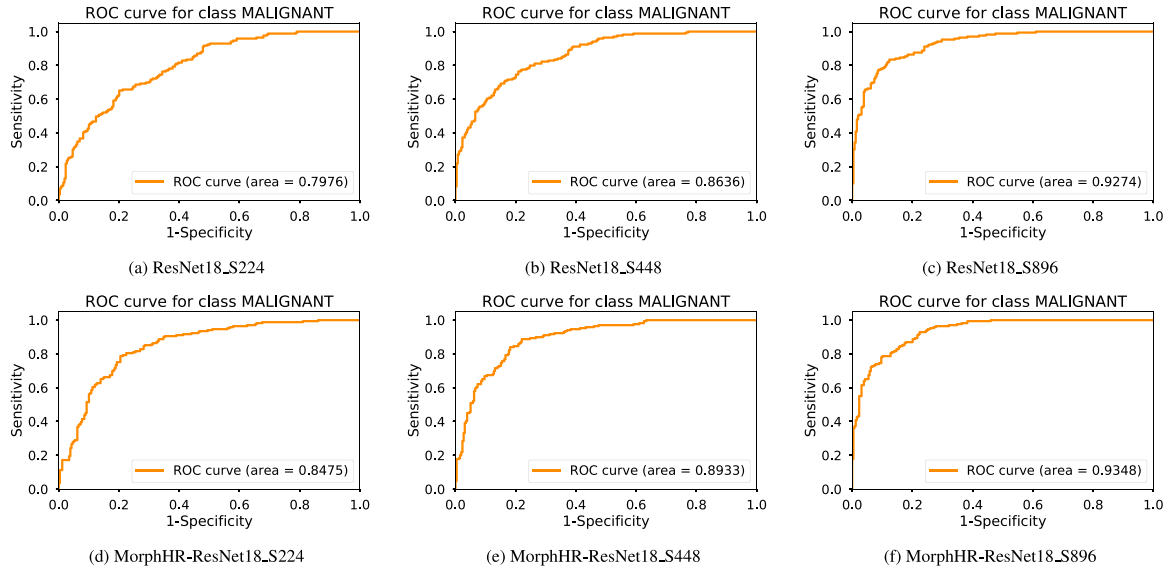 ROC curve for class MALIGNANT
1.0
0.8
0.6
0.4
0.2
0.0
Sensitivity
ROC curve (area = 0.7976)
0.0 0.2 0.4 0.6 0.8 1.0
1-Specificity
(a) ResNet18_S224
ROC curve for class MALIGNANT
1.0
0.8
0.6
0.4
0.2
0.0
Sensitivity
ROC curve (area = 0.8636)
0.0 0.2 0.4 0.6 0.8 1.0
1-Specificity
(b) ResNet18_S448
ROC curve for class MALIGNANT
1.0
0.8
0.6
0.4
0.2
0.0
Sensitivity
ROC curve (area = 0.9274)
0.0 0.2 0.4 0.6 0.8 1.0
1-Specificity
(c) ResNet18_S896
ROC curve for class MALIGNANT
1.0
0.8
0.6
0.4
0.2
0.0
Sensitivity
ROC curve (area = 0.8475)
0.0 0.2 0.4 0.6 0.8 1.0
1-Specificity
(d) MorphHR-ResNet18_S224
ROC curve for class MALIGNANT
1.0
0.8
0.6
0.4
0.2
0.0
Sensitivity
ROC curve (area = 0.8933)
0.0 0.2 0.4 0.6 0.8 1.0
1-Specificity
(e) MorphHR-ResNet18_S448
ROC curve for class MALIGNANT
1.0
0.8
0.6
0.4
0.2
0.0
Sensitivity
ROC curve (area = 0.9348)
0.0 0.2 0.4 0.6 0.8 1.0
1-Specificity
(f) MorphHR-ResNet18_S896